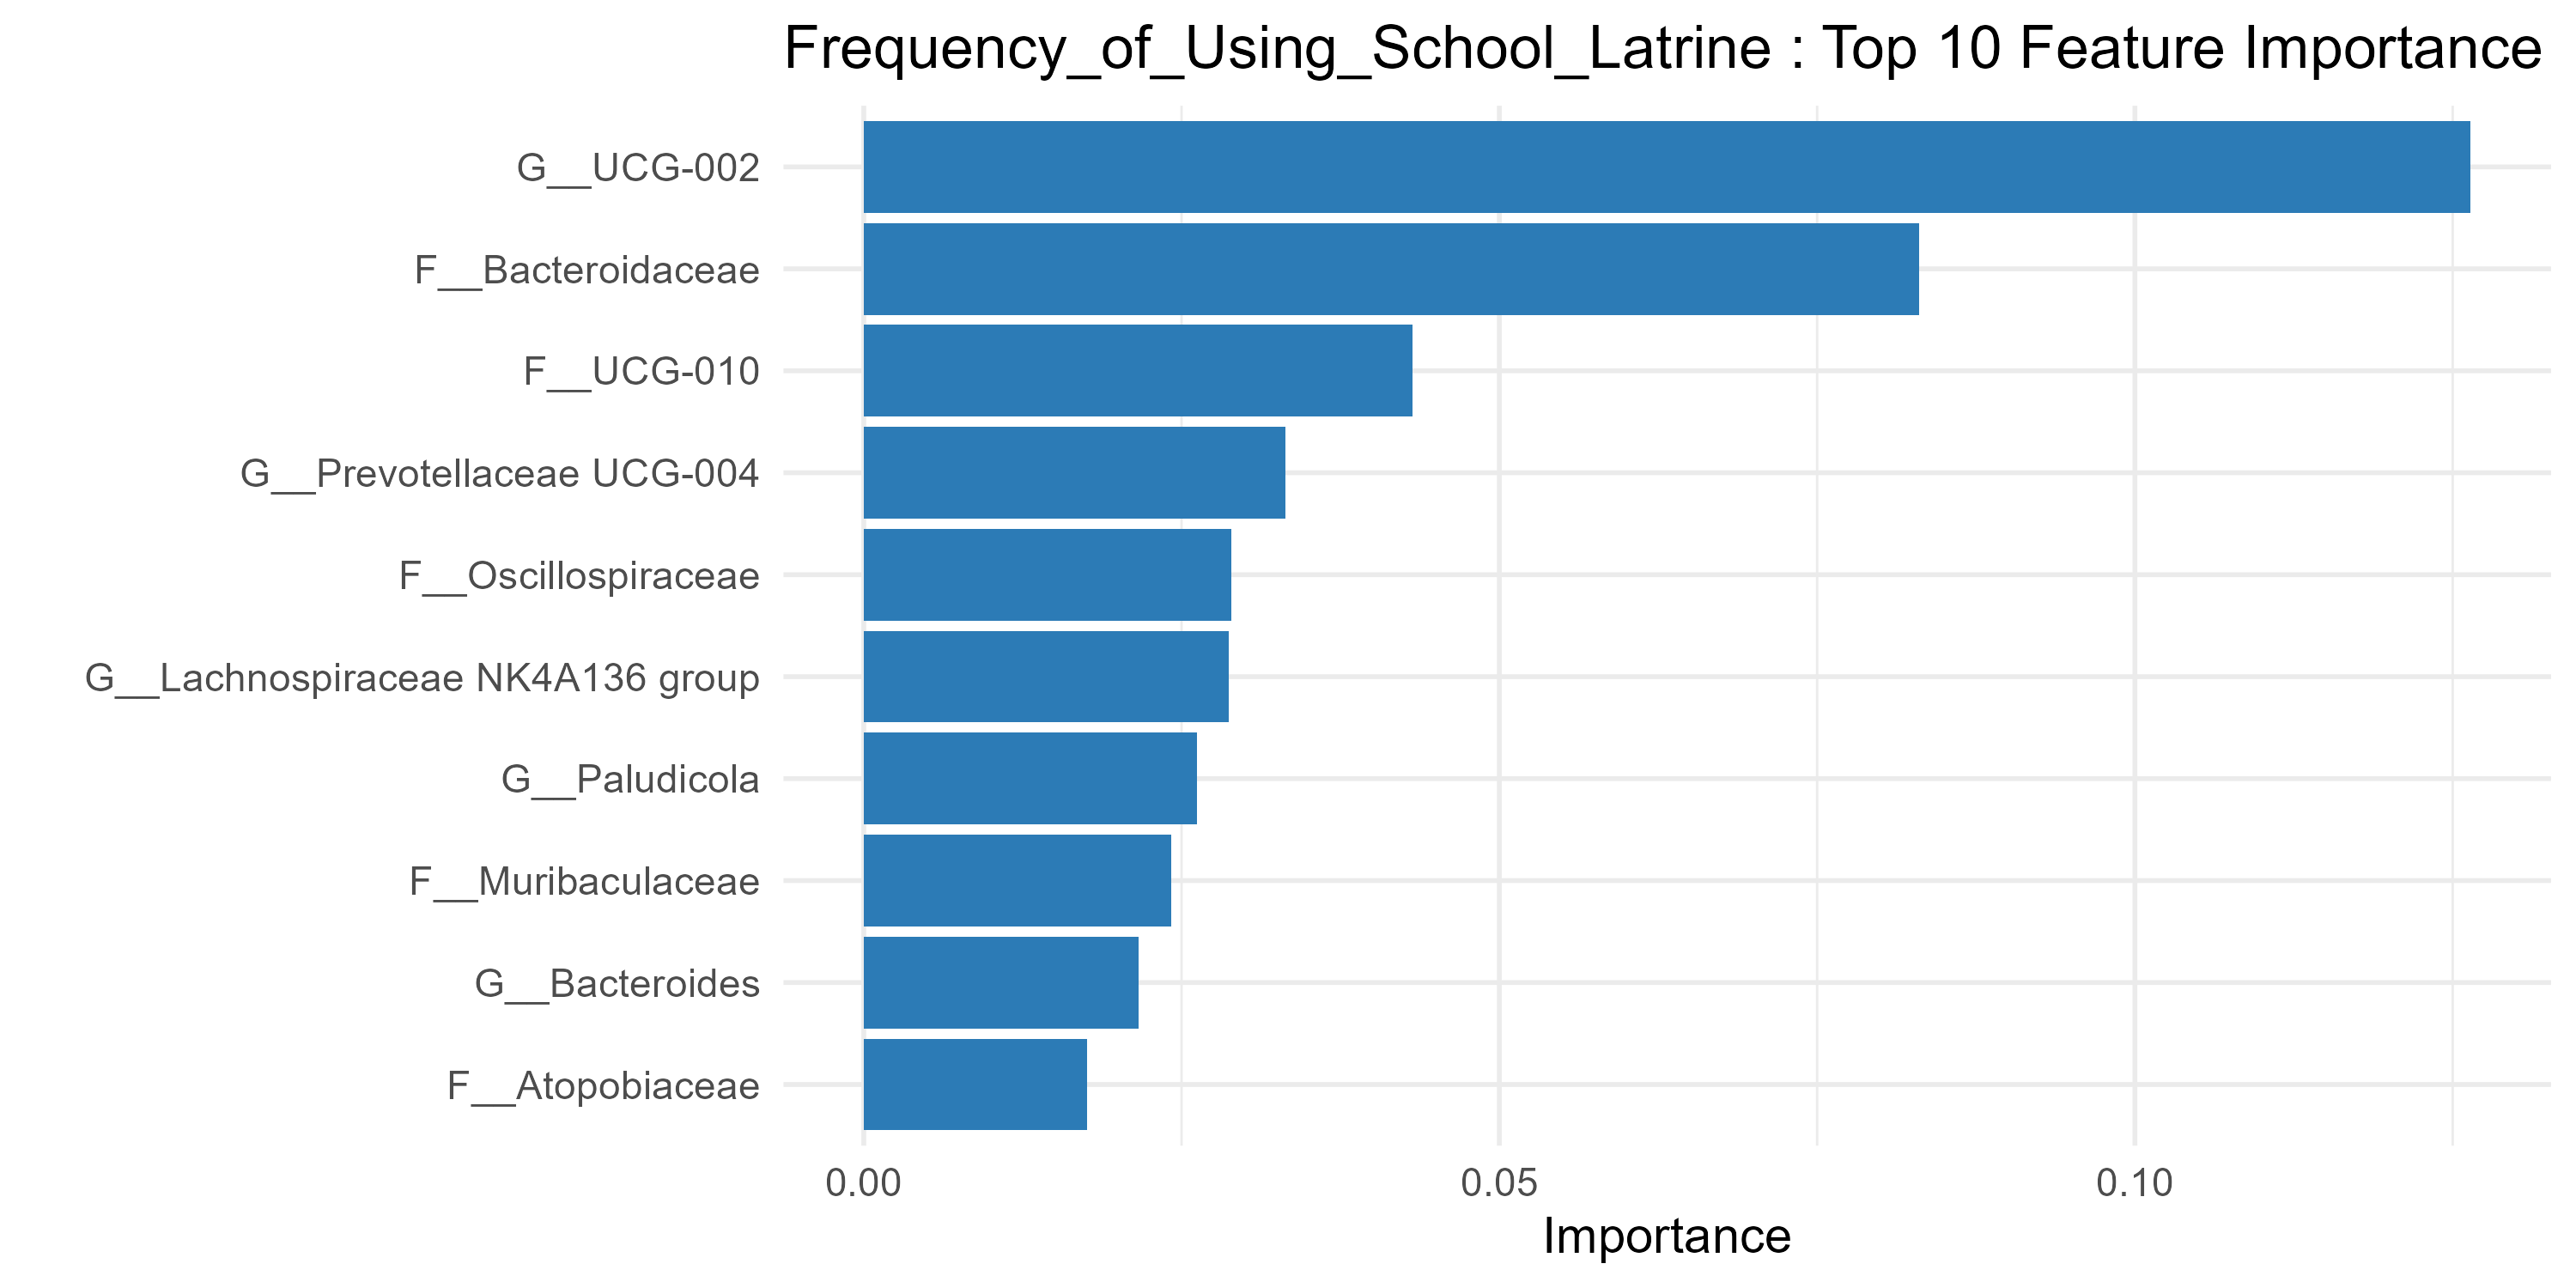 Frequency_of_Using_School_Latrine : Top 10 Feature Importance
G__UCG-002
F__Bacteroidaceae
F__UCG-010
G__Prevotellaceae UCG-004
F__Oscillospiraceae
G__Lachnospiraceae NK4A136 group
G__Paludicola
F__Muribaculaceae
G__Bacteroides
F__Atopobiaceae
0.00 0.05 0.10
Importance